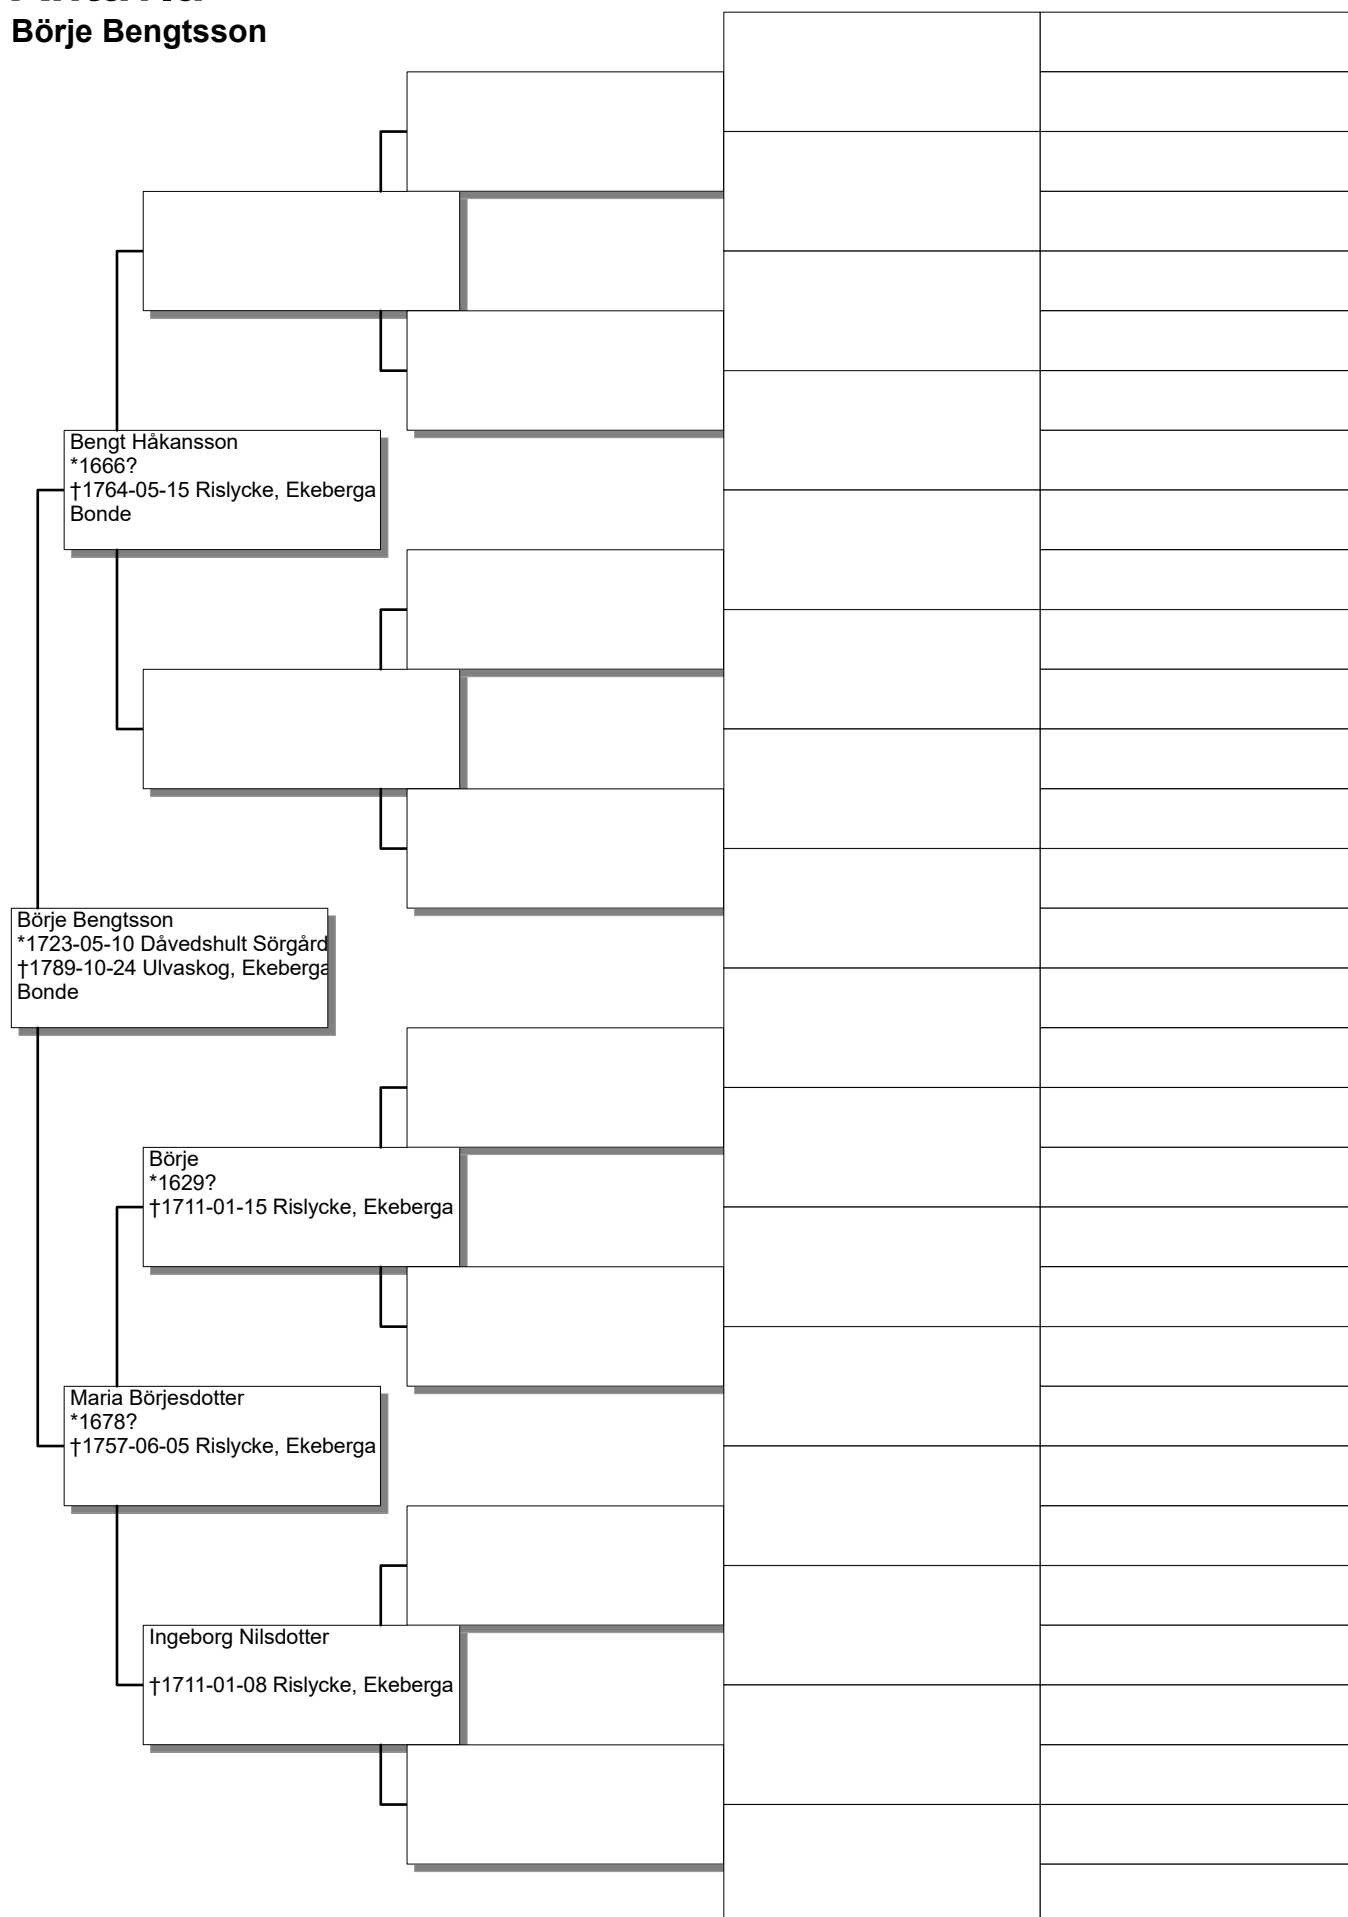 Börje Bengtsson
Bengt Håkansson
*1666?
†1764-05-15 Rislycke, Ekeberga
Bonde
Börje Bengtsson
*1723-05-10 Dåvedshult Sörgård
†1789-10-24 Ulvaskog, Ekeberga
Bonde
Börje
*1629?
†1711-01-15 Rislycke, Ekeberga
Maria Börjesdotter
*1678?
†1757-06-05 Rislycke, Ekeberga
Ingeborg Nilsdotter
†1711-01-08 Rislycke, Ekeberga